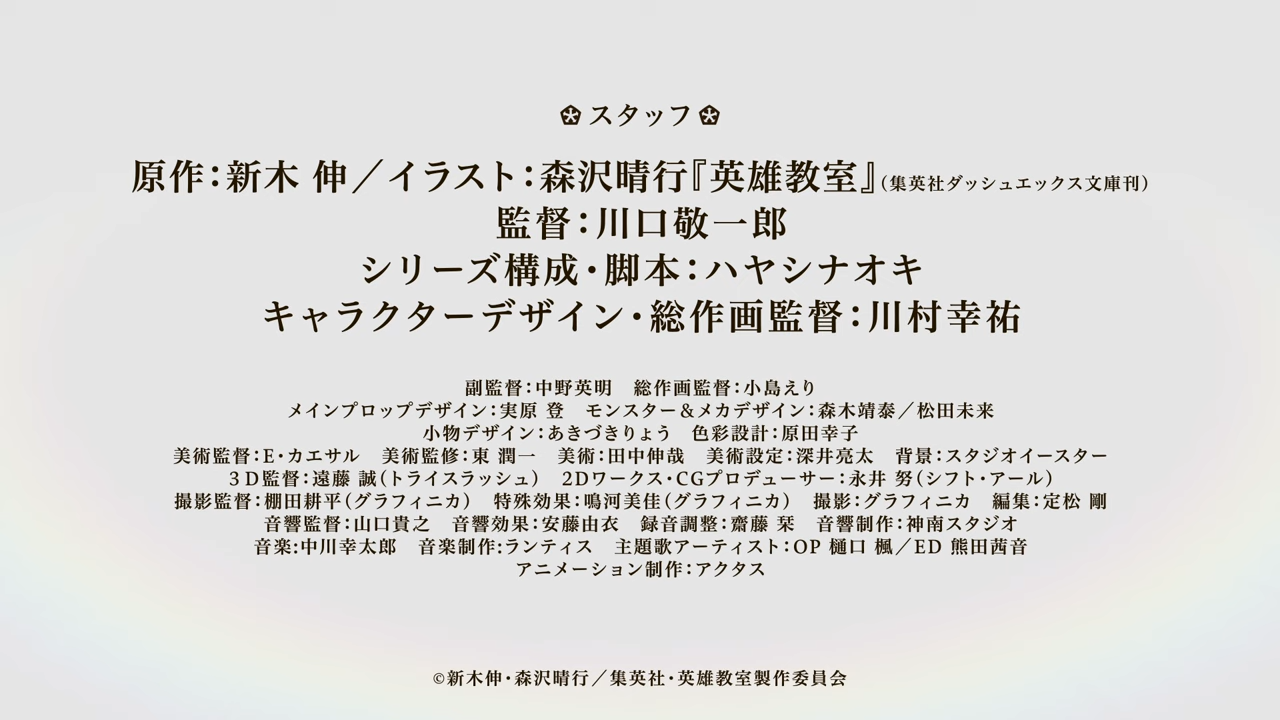 スタッフ
原作：新木 伸／イラスト：森沢晴行『英雄教室』（集英社ダッシュエックス文庫刊）
監督：川口敬一郎
シリーズ構成・脚本：ハヤシナオキ
キャラクターデザイン・総作画監督：川村幸祐
副監督：中野英明　総作画監督：小島えり
メインプロップデザイン：実原 登　モンスター＆メカデザイン：森木靖泰／松田未来
小物デザイン：あきづきりょう　色彩設計：原田幸子
美術監督：E・カエサル　美術監修：東 潤一　美術：田中伸哉　美術設定：深井亮太　背景：スタジオイースター
３D監督：遠藤 誠（トライスラッシュ）　2Dワークス・CGプロデューサー：永井 努（シフト・アール）
撮影監督：棚田耕平（グラフィニカ）　特殊効果：鳴河美佳（グラフィニカ）　撮影：グラフィニカ　編集：定松 剛
音響監督：山口貴之　音響効果：安藤由衣　録音調整：齋藤 栞　音響制作：神南スタジオ
音楽：中川幸太郎　音楽制作：ランティス　主題歌アーティスト：OP 樋口 楓／ED 熊田茜音
アニメーション制作：アクタス
©新木伸・森沢晴行／集英社・英雄教室製作委員会